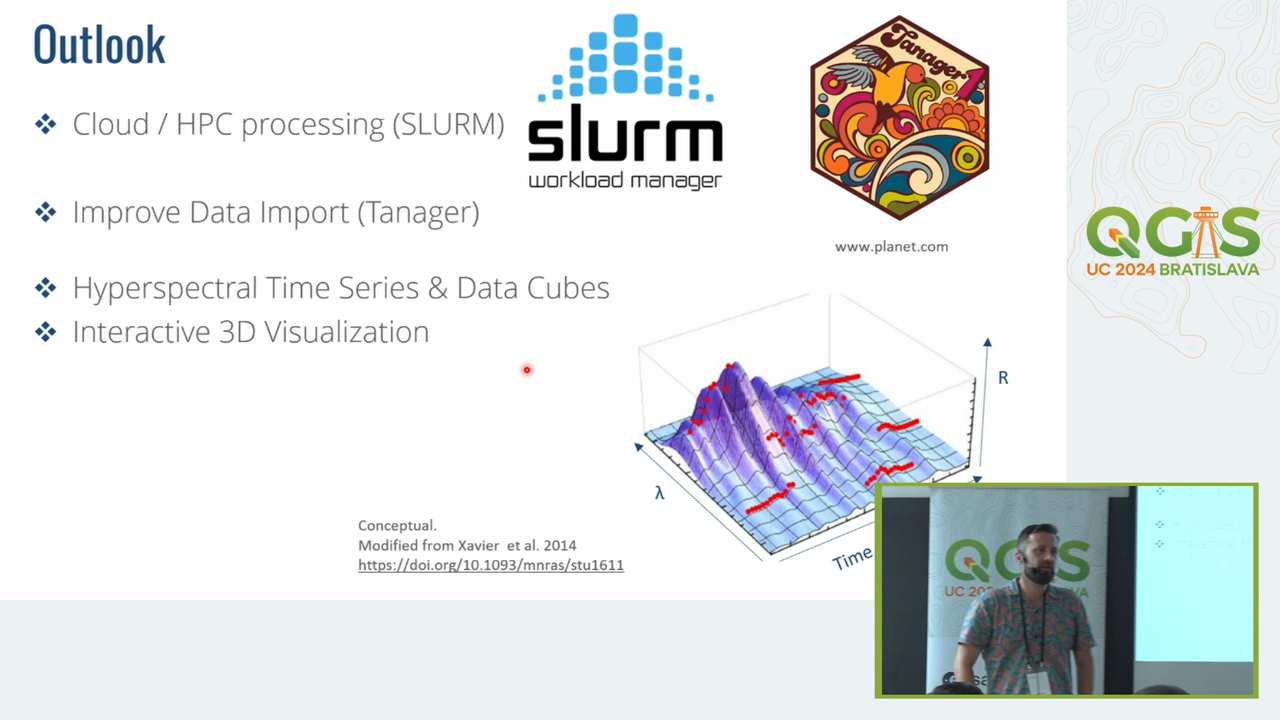 Outlook
Cloud / HPC processing (SLURM)
Improve Data Import (Tanager)
Hyperspectral Time Series & Data Cubes
Interactive 3D Visualization
slurm
workload manager
Tanager 1
www.planet.com
R
λ
Time
Conceptual.
Modified from Xavier et al. 2014
https://doi.org/10.1093/mnras/stu1611
QGIS
UC 2024 BRATISLAVA
QGIS
UC 202 LAVA